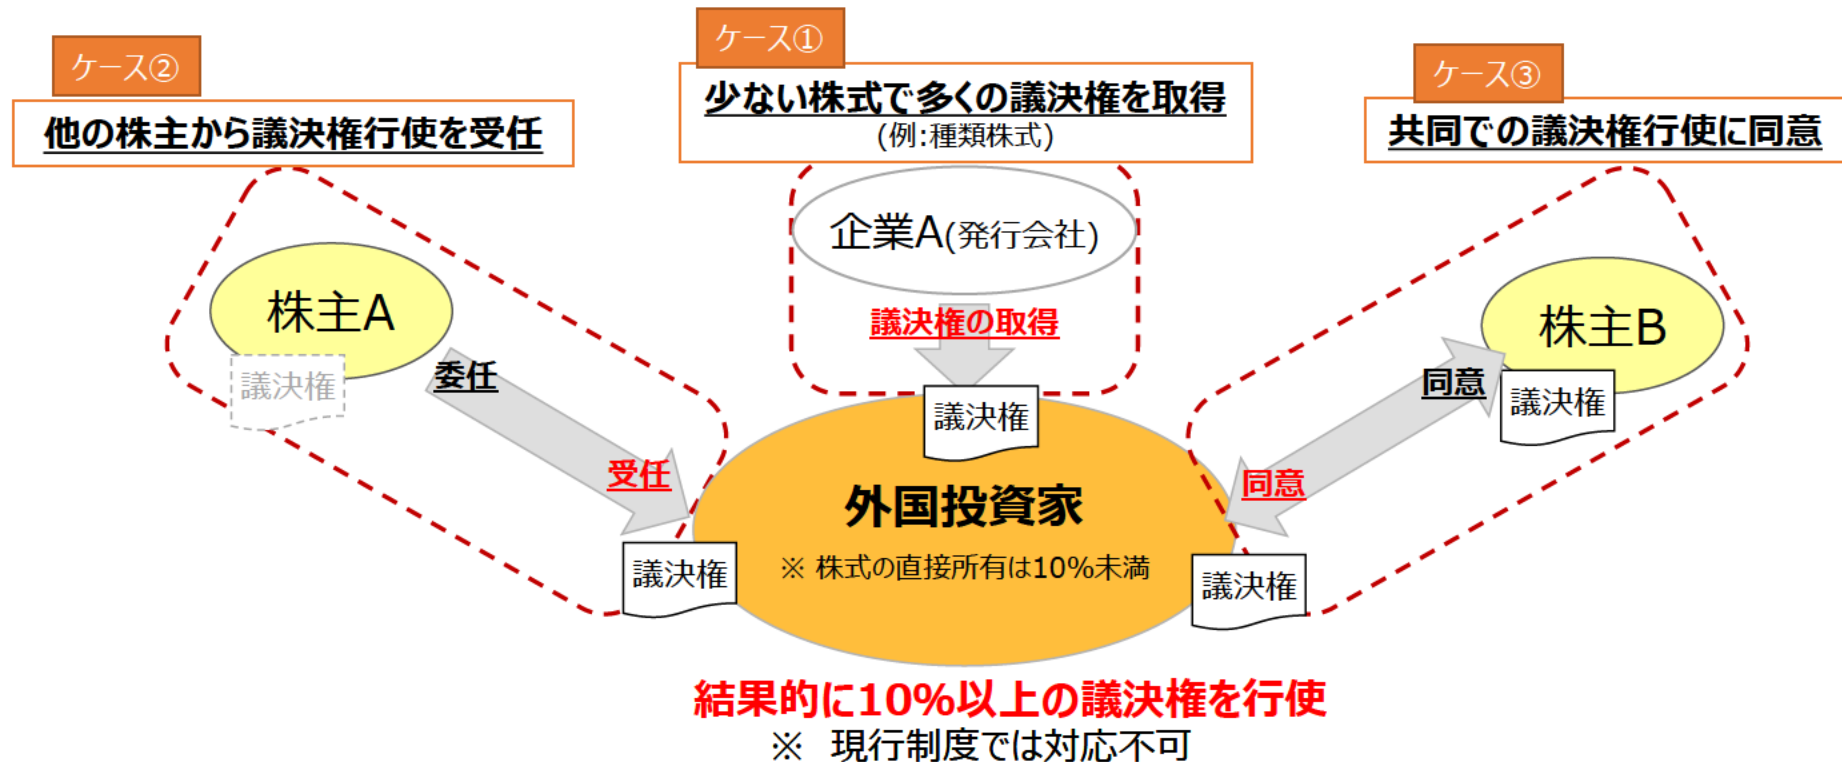 ケース②
他の株主から議決権行使を受任
株主A
議決権
委任
受任
議決権
ケース①
少ない株式で多くの議決権を取得
(例:種類株式)
企業A(発行会社)
議決権の取得
議決権
外国投資家
※ 株式の直接所有は10%未満
ケース③
共同での議決権行使に同意
株主B
議決権
同意
同意
議決権
結果的に10%以上の議決権を行使
※ 現行制度では対応不可